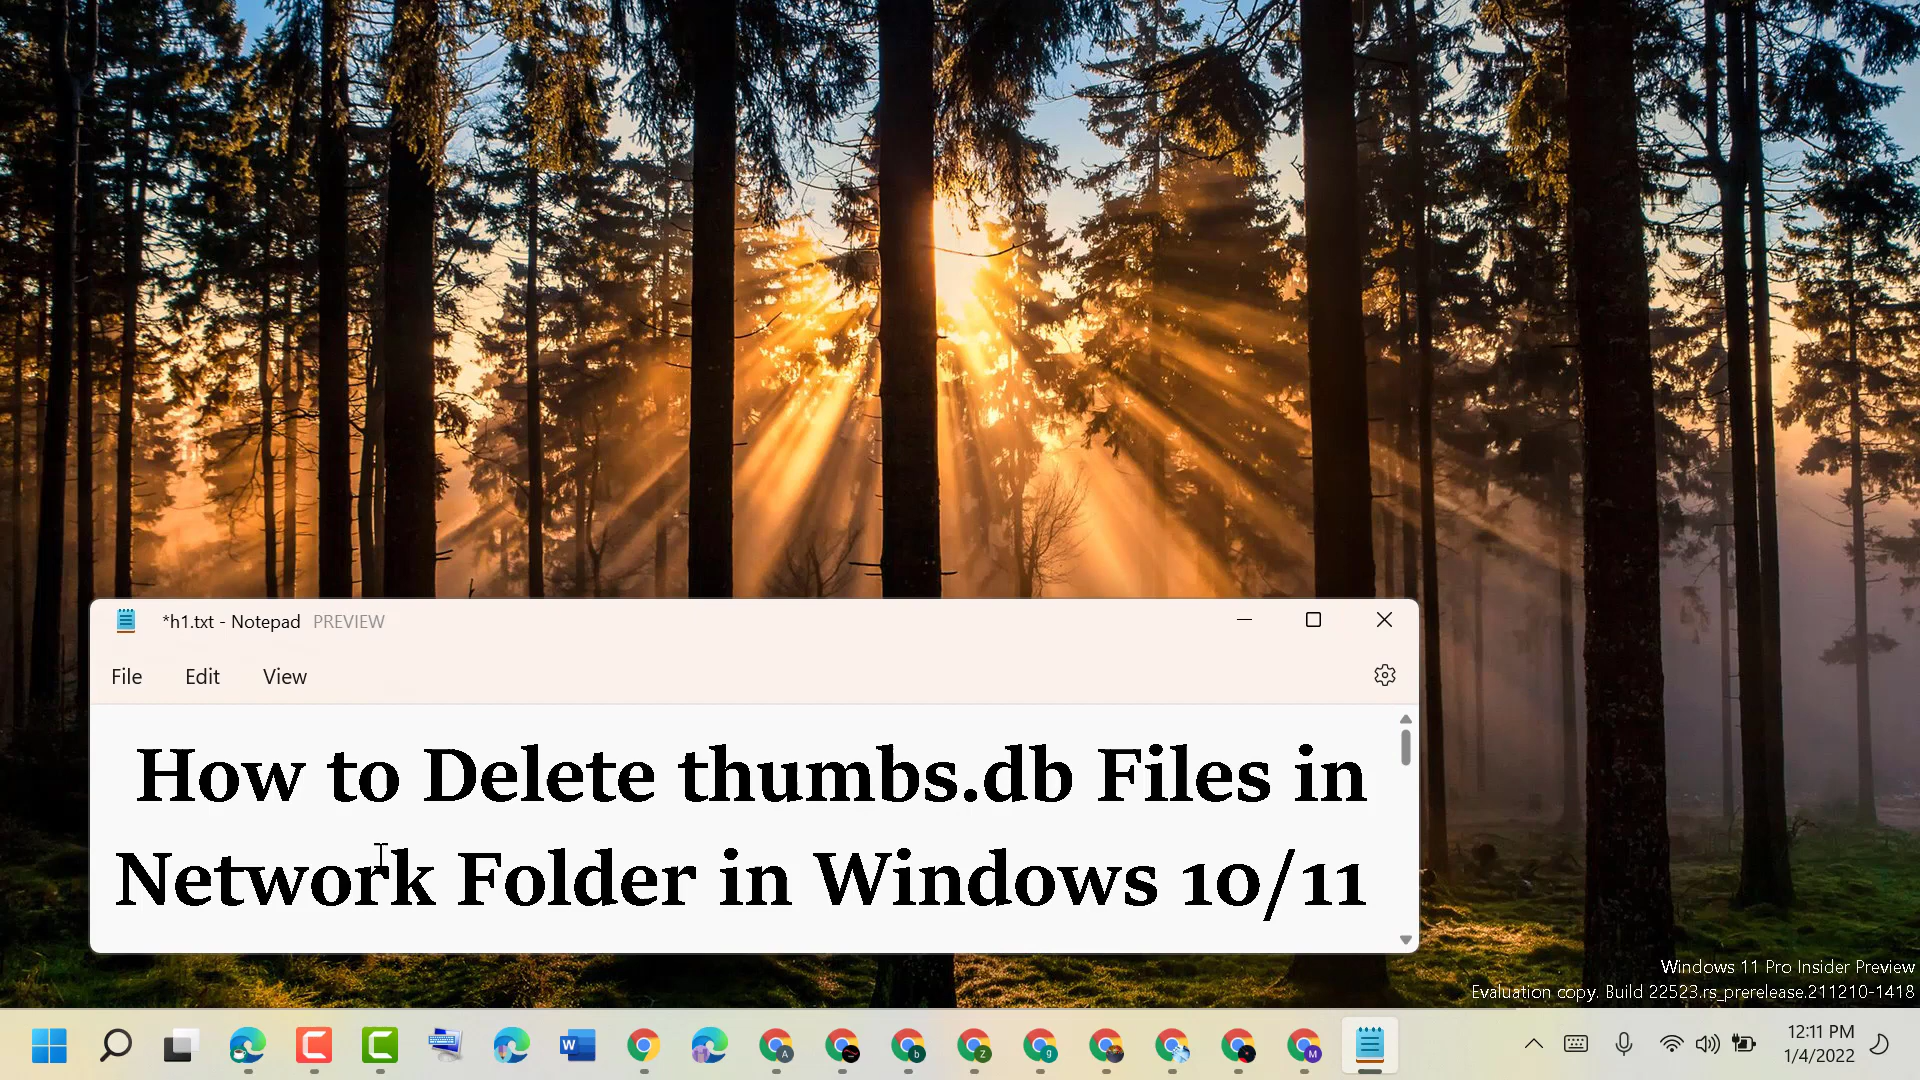 *h1.txt - Notepad PREVIEW
File Edit View
How to Delete thumbs.db Files in
Network Folder in Windows 10/11
Windows 11 Pro Insider Preview
Evaluation copy. Build 22523.rs_prerelease.211210-1418
12:11 PM
1/4/2022